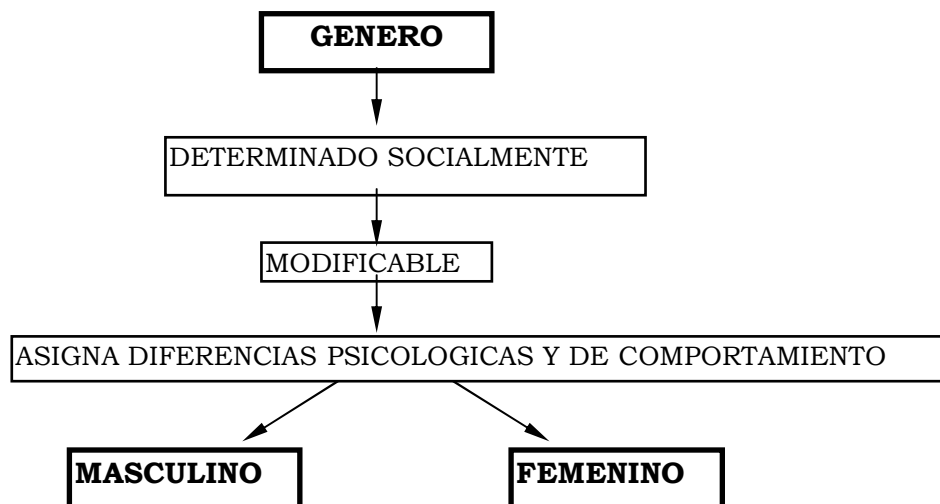 GENERO
DETERMINADO SOCIALMENTE
MODIFICABLE
ASIGNA DIFERENCIAS PSICOLOGICAS Y DE COMPORTAMIENTO
MASCULINO
FEMENINO